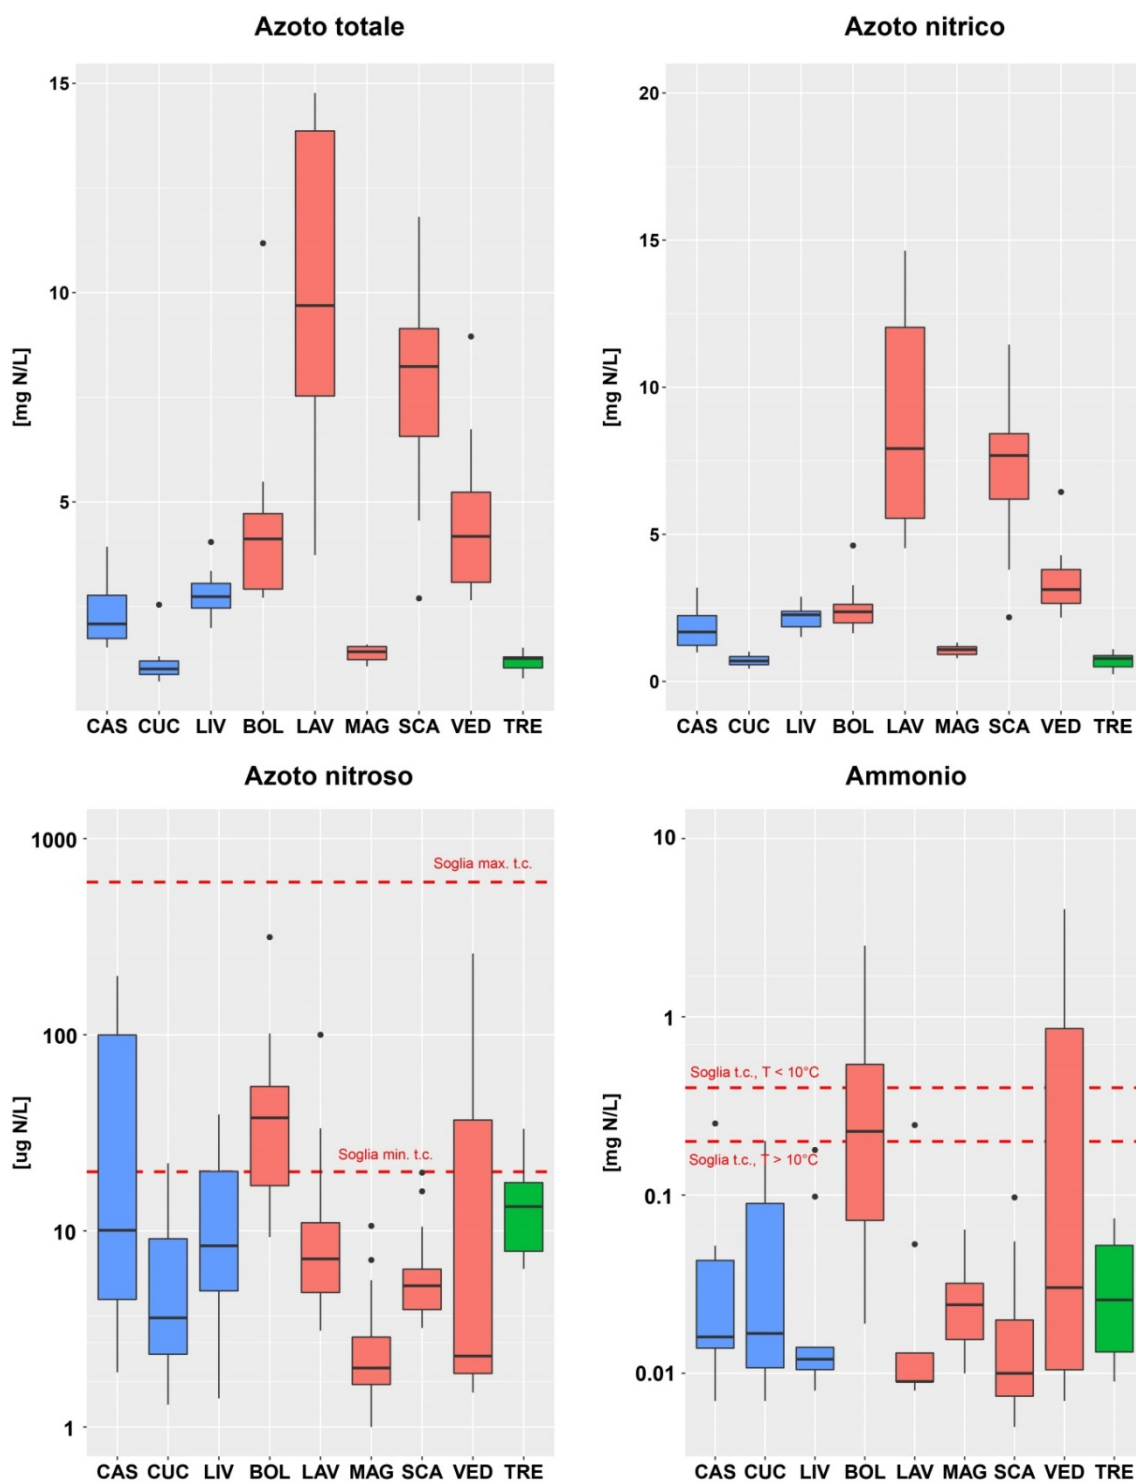 Azoto totale
15
10
5
[mg N/L]
CAS CUC LIV BOL LAV MAG SCA VED TRE
Azoto nitrico
20
15
10
5
0
[mg N/L]
CAS CUC LIV BOL LAV MAG SCA VED TRE
Azoto nitroso
1000
100
10
1
[ug N/L]
Soglia max. t.c.
Soglia min. t.c.
CAS CUC LIV BOL LAV MAG SCA VED TRE
Ammonio
10
1
0.1
0.01
[mg N/L]
Soglia t.c., T < 10°C
Soglia t.c., T > 10°C
CAS CUC LIV BOL LAV MAG SCA VED TRE